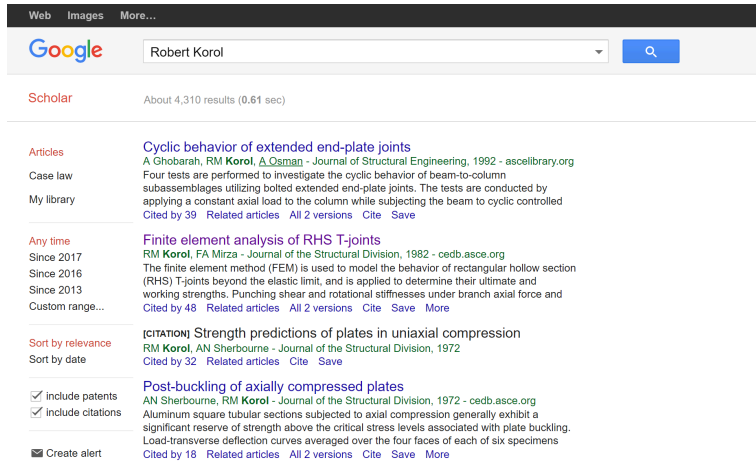 Web Images More…
Google Robert Korol
Scholar About 4,310 results (0.61 sec)
Articles
Case law
My library
Any time
Since 2017
Since 2016
Since 2013
Custom range...
Sort by relevance
Sort by date
include patents
include citations
Create alert
Cyclic behavior of extended end-plate joints
A Ghobarah, RM Korol, A Osman - Journal of Structural Engineering, 1992 - ascelibrary.org
Four tests are performed to investigate the cyclic behavior of beam-to-column
subassemblages utilizing bolted extended end-plate joints. The tests are conducted by
applying a constant axial load to the column while subjecting the beam to cyclic controlled
Cited by 39 Related articles All 2 versions Cite Save
Finite element analysis of RHS T-joints
RM Korol, FA Mirza - Journal of the Structural Division, 1982 - cedb.asce.org
The finite element method (FEM) is used to model the behavior of rectangular hollow section
(RHS) T-joints beyond the elastic limit, and is applied to determine their ultimate and
working strengths. Punching shear and rotational stiffnesses under branch axial force and
Cited by 48 Related articles All 2 versions Cite Save More
[CITATION] Strength predictions of plates in uniaxial compression
RM Korol, AN Sherbourne - Journal of the Structural Division, 1972
Cited by 32 Related articles Cite Save
Post-buckling of axially compressed plates
AN Sherbourne, RM Korol - Journal of the Structural Division, 1972 - cedb.asce.org
Aluminum square tubular sections subjected to axial compression generally exhibit a
significant reserve of strength above the critical stress levels associated with plate buckling.
Load-transverse deflection curves averaged over the four faces of each of six specimens
Cited by 18 Related articles All 2 versions Cite Save More